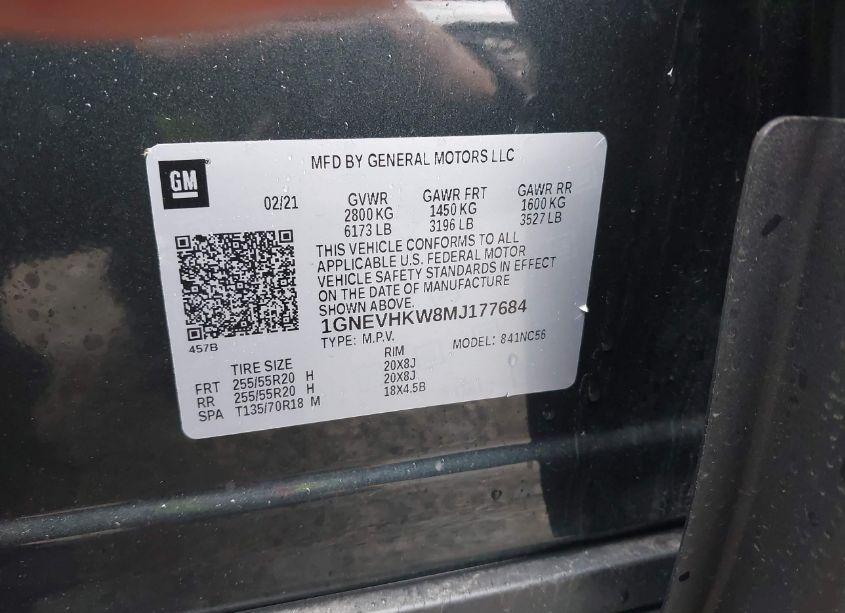 GM
MFD BY GENERAL MOTORS LLC
02/21
GVWR GAWR FRT GAWR RR
2800 KG 1450 KG 1600 KG
6173 LB 3196 LB 3527 LB
THIS VEHICLE CONFORMS TO ALL
APPLICABLE U.S. FEDERAL MOTOR
VEHICLE SAFETY STANDARDS IN EFFECT
ON THE DATE OF MANUFACTURE
SHOWN ABOVE.
1GNEVHKW8MJ177684
TYPE: M.P.V. MODEL: 841NC56
457B
TIRE SIZE RIM
FRT 255/55R20 H 20X8J
RR 255/55R20 H 20X8J
SPA T135/70R18 M 18X4.5B